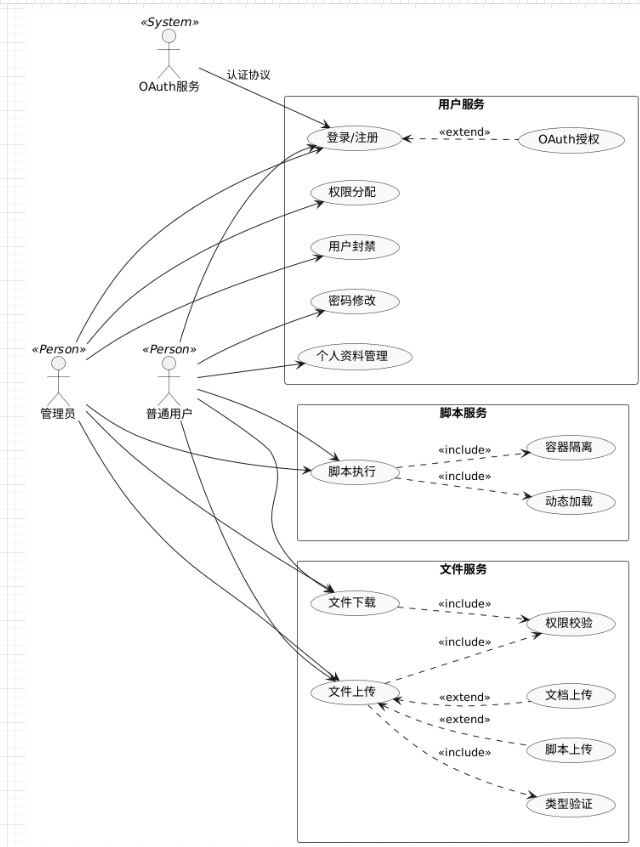 «System»
OAuth服务
认证协议
用户服务
登录/注册
«extend»
OAuth授权
权限分配
用户封禁
密码修改
个人资料管理
«Person»
管理员
«Person»
普通用户
脚本服务
脚本执行
«include»
容器隔离
«include»
动态加载
文件服务
文件下载
«include»
权限校验
«include»
文件上传
«extend»
文档上传
«extend»
脚本上传
«include»
类型验证